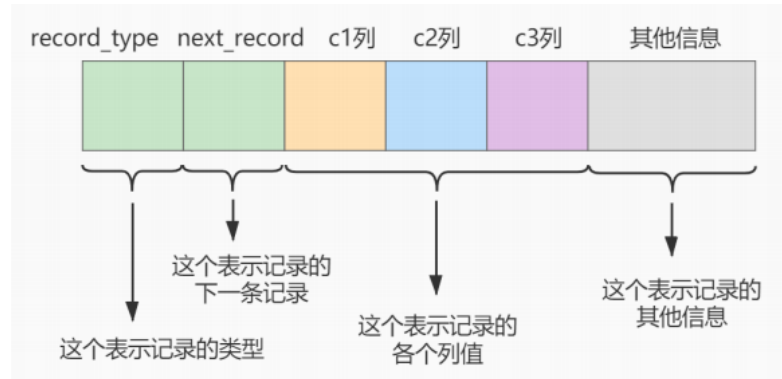 record_type next_record c1列 c2列 c3列 其他信息
这个表示记录的
下一条记录
这个表示记录的类型
这个表示记录的
各个列值
这个表示记录的
其他信息